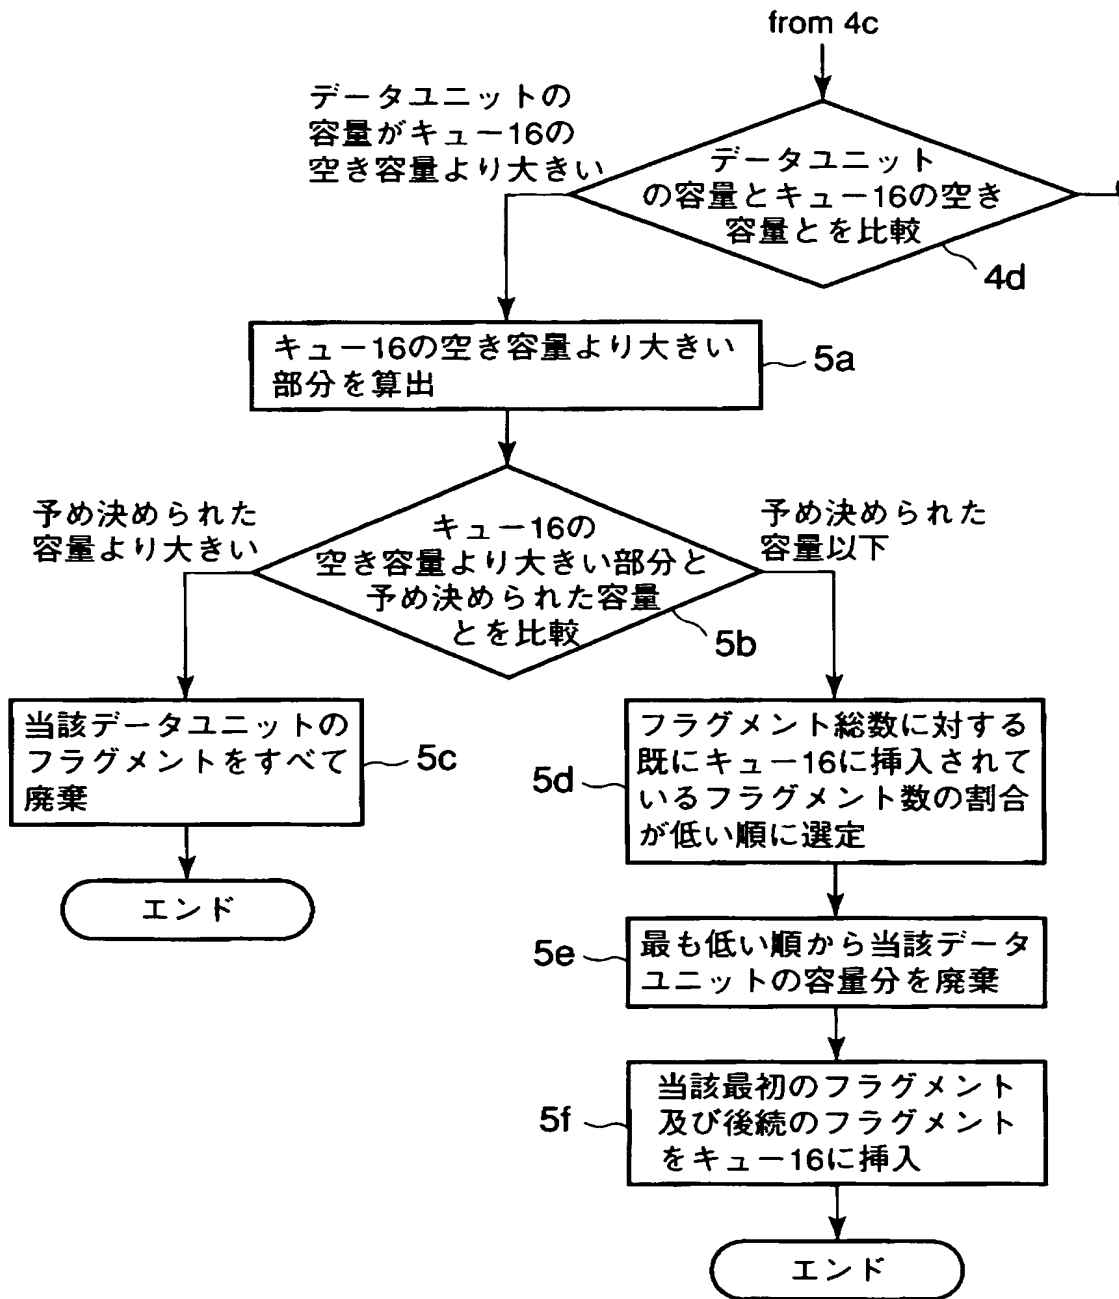 from 4c
データユニットの
容量がキュー16の
空き容量より大きい
データユニット
の容量とキュー16の空き
容量とを比較
4d
キュー16の空き容量より大きい
部分を算出
5a
予め決められた
容量より大きい
キュー16の
空き容量より大きい部分と
予め決められた容量
とを比較
予め決められた
容量以下
5b
当該データユニットの
フラグメントをすべて
廃棄
5c
エンド
フラグメント総数に対する
既にキュー16に挿入されて
いるフラグメント数の割合
が低い順に選定
5d
最も低い順から当該データ
ユニットの容量分を廃棄
5e
当該最初のフラグメント
及び後続のフラグメント
をキュー16に挿入
5f
エンド